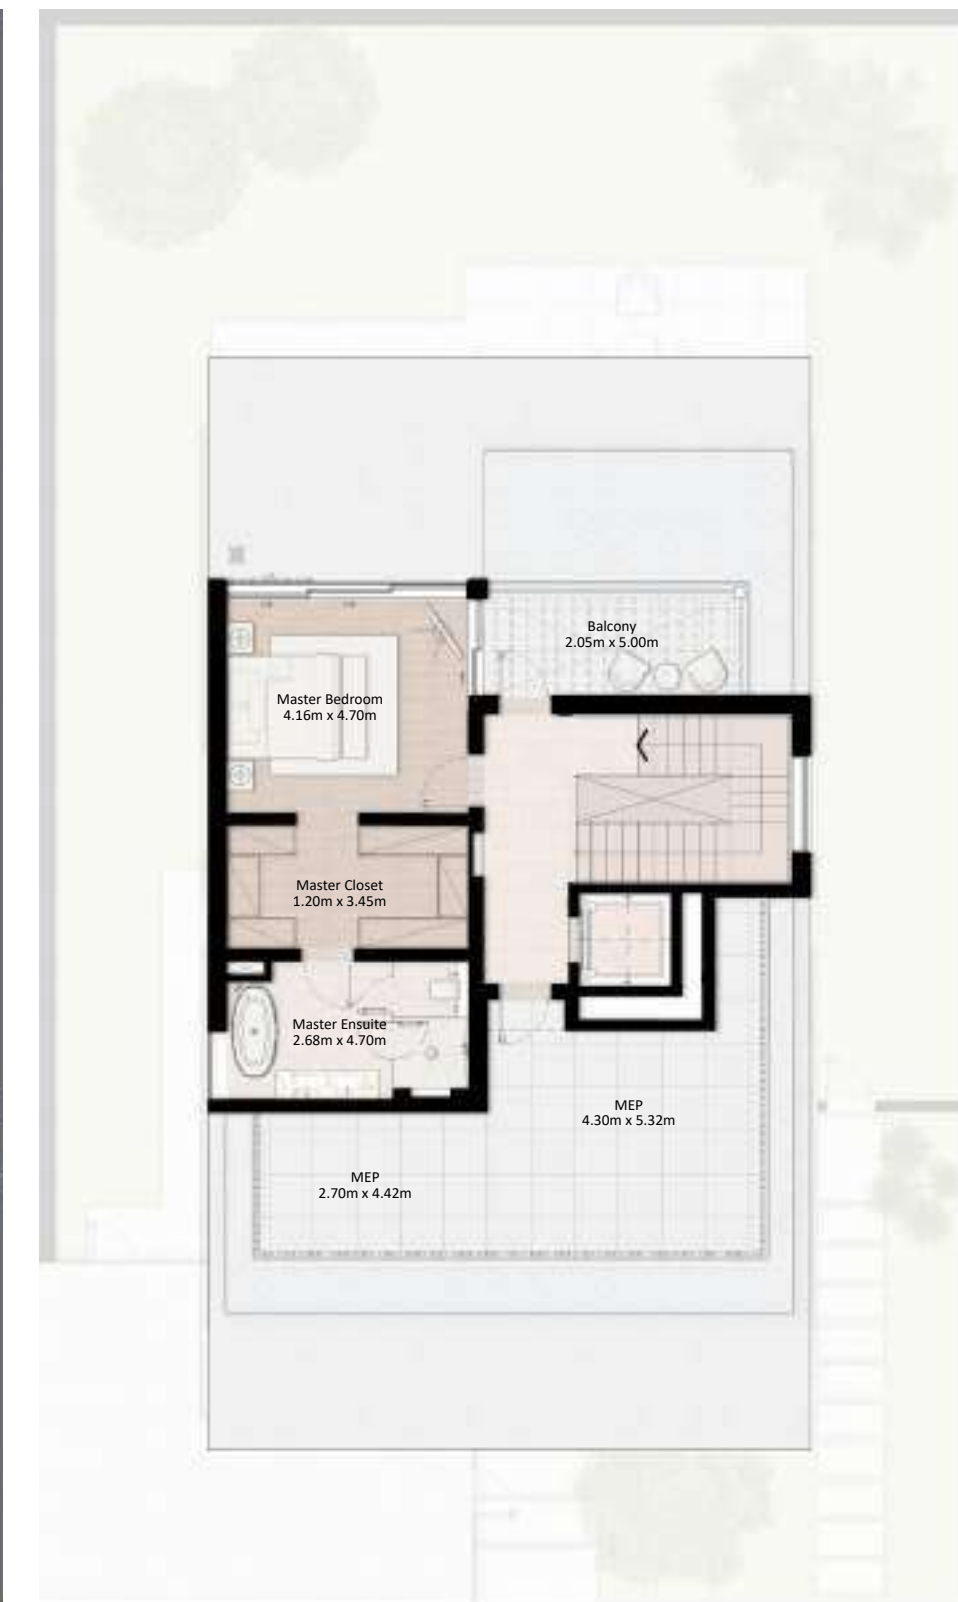 Balcony
2.05m x 5.00m
Master Bedroom
4.16m x 4.70m
Master Closet
1.20m x 3.45m
Master Ensuite
2.68m x 4.70m
MEP
4.30m x 5.32m
MEP
2.70m x 4.42m